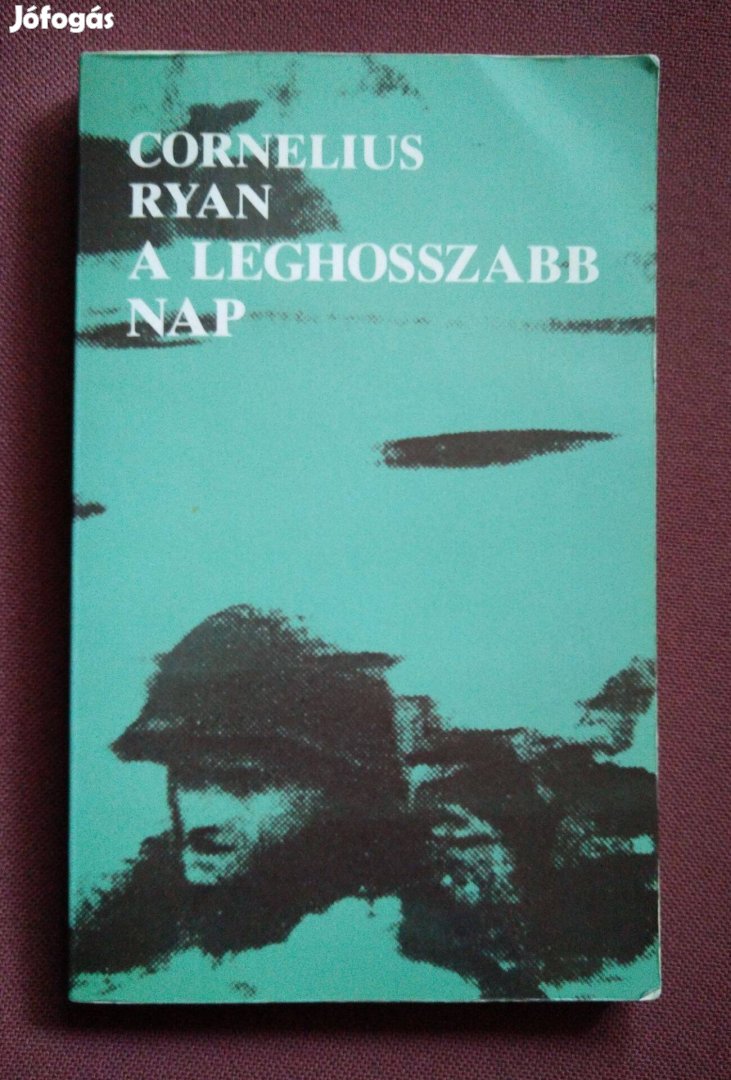 Jófogás
CORNELIUS
RYAN
A LEGHOSSZABB
NAP